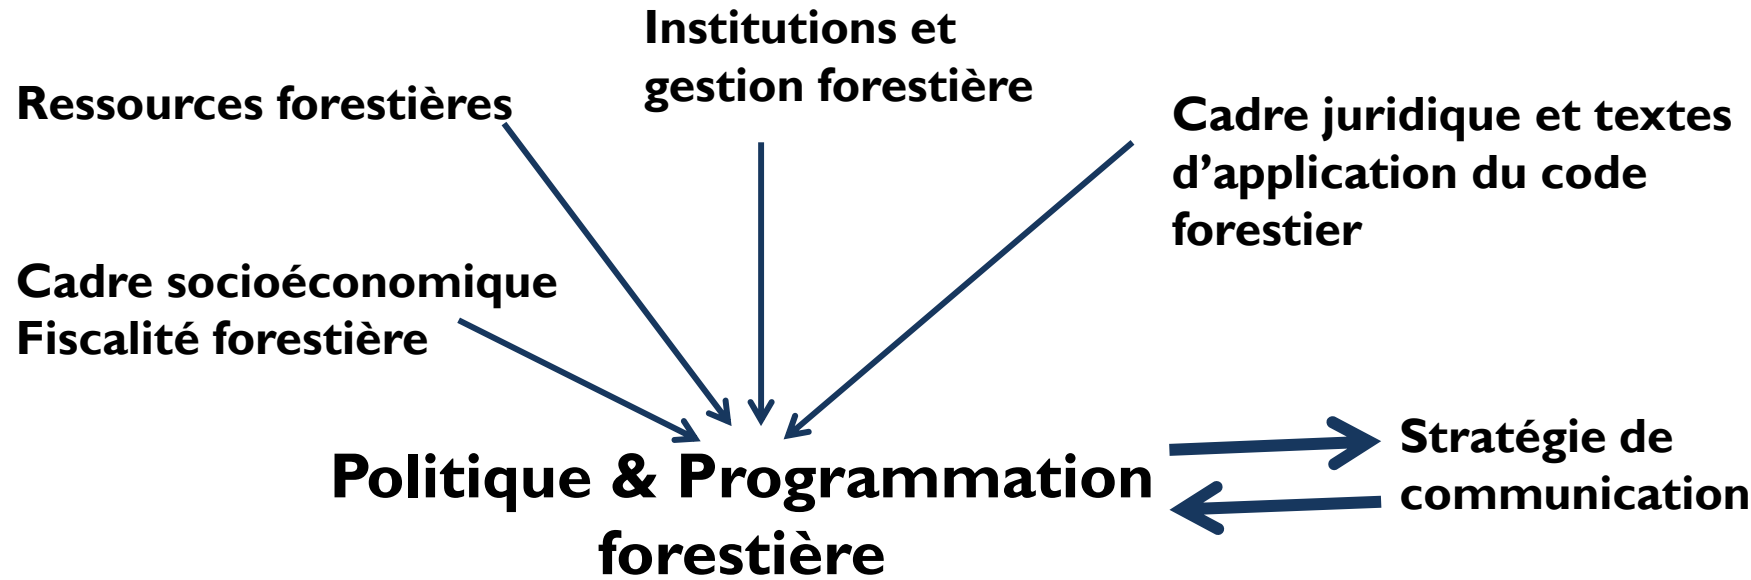 Institutions et
gestion forestière
Ressources forestières
Cadre juridique et textes
d’application du code
forestier
Cadre socioéconomique
Fiscalité forestière
Politique & Programmation
forestière
Stratégie de
communication